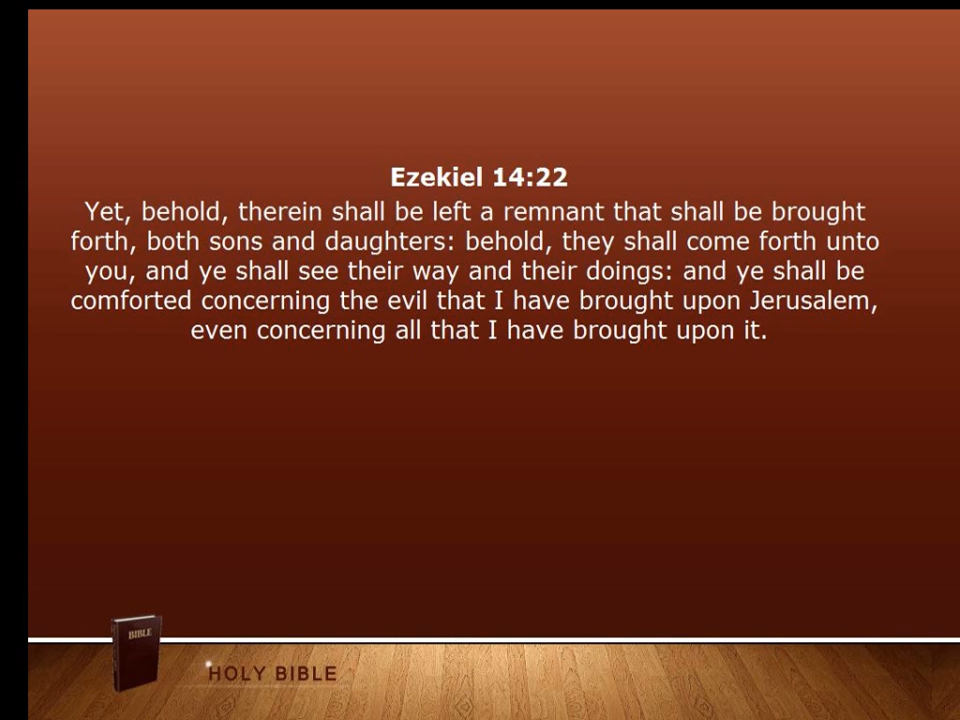 Ezekiel 14:22
Yet, behold, therein shall be left a remnant that shall be brought
forth, both sons and daughters: behold, they shall come forth unto
you, and ye shall see their way and their doings: and ye shall be
comforted concerning the evil that I have brought upon Jerusalem,
even concerning all that I have brought upon it.
BIBLE
HOLY BIBLE